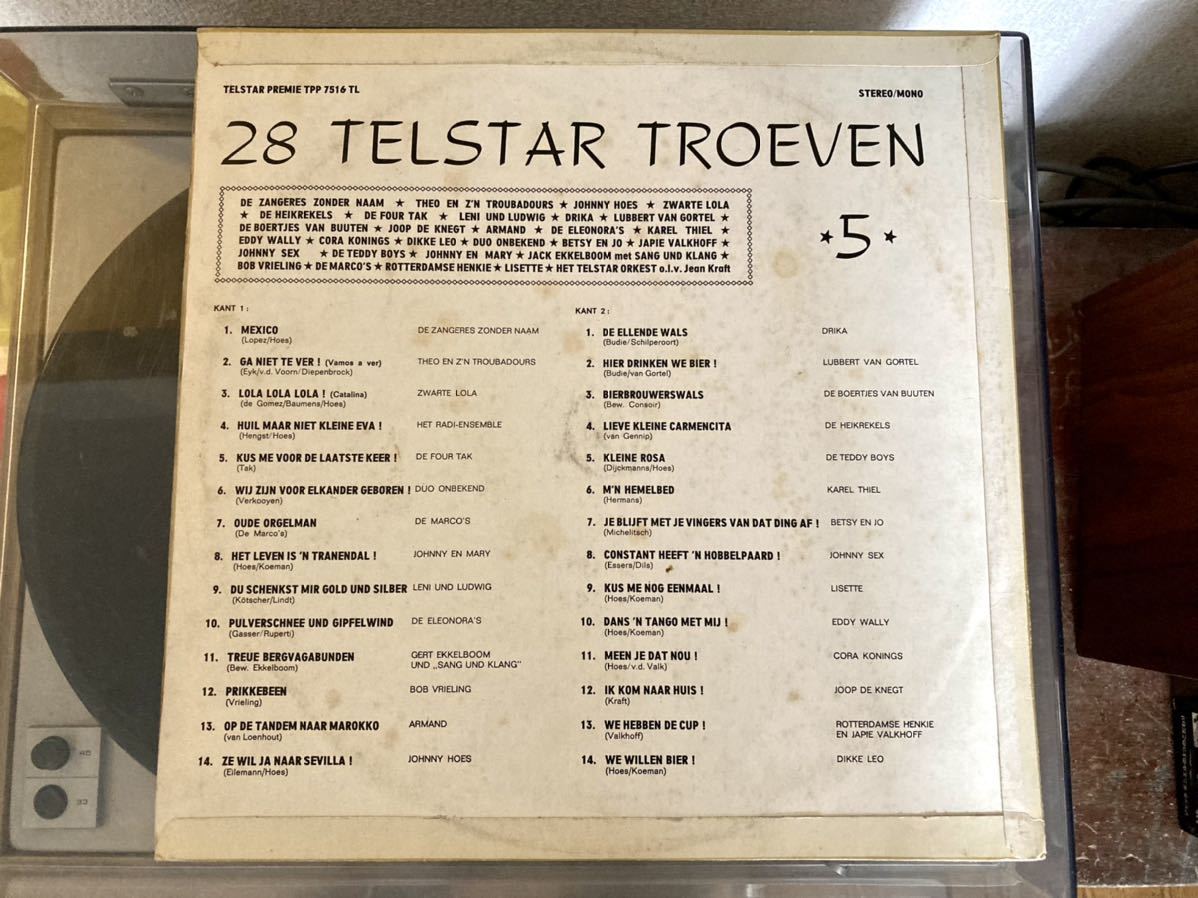 TELSTAR PREMIE TPP 7516 TL
STEREO/MONO
28 TELSTAR TROEVEN
DE ZANGERES ZONDER NAAM ★ THEO EN Z'N TROUBADOURS ★ JOHNNY HOES ★ ZWARTE LOLA
★ DE HEIKREKELS ★ DE FOUR TAK ★ LENI UND LUDWIG ★ DRIKA ★ LUBBERT VAN GORTEL ★
DE BOERTJES VAN BUUTEN ★ JOOP DE KNEGT ★ ARMAND ★ DE ELEONORA'S ★ KAREL THIEL ★
EDDY WALLY ★ CORA KONINGS ★ DIKKE LEO ★ DUO ONBEKEND ★ BETSY EN JO ★ JAPIE VALKHOFF ★
JOHNNY SEX ★ DE TEDDY BOYS ★ JOHNNY EN MARY ★ JACK EKKELBOOM met SANG UND KLANG ★
BOB VRIELING ★ DE MARCO'S ★ ROTTERDAMSE HENKIE ★ LISETTE ★ HET TELSTAR ORKEST o.l.v. Jean Kraft
★5★
KANT 1:
1. MEXICO DE ZANGERES ZONDER NAAM
(Lopez/Hoes)
2. GA NIET TE VER ! (Vamos a ver) THEO EN Z'N TROUBADOURS
(Eyk/v.d. Voorn/Diepenbrock)
3. LOLA LOLA LOLA ! (Catalina) ZWARTE LOLA
(de Gomez/Baumens/Hoes)
4. HUIL MAAR NIET KLEINE EVA ! HET RADI-ENSEMBLE
(Hengst/Hoes)
5. KUS ME VOOR DE LAATSTE KEER ! DE FOUR TAK
(Tak)
6. WIJ ZIJN VOOR ELKANDER GEBOREN ! DUO ONBEKEND
(Verkooyen)
7. OUDE ORGELMAN DE MARCO'S
(De Marco's)
8. HET LEVEN IS 'N TRANENDAL ! JOHNNY EN MARY
(Hoes/Koeman)
9. DU SCHENKST MIR GOLD UND SILBER LENI UND LUDWIG
(Kötscher/Lindt)
10. PULVERSCHNEE UND GIPFELWIND DE ELEONORA'S
(Gasser/Ruperti)
11. TREUE BERGVAGABUNDEN GERT EKKELBOOM
(Bew. Ekkelboom) UND „SANG UND KLANG"
12. PRIKKEBEEN BOB VRIELING
(Vrieling)
13. OP DE TANDEM NAAR MAROKKO ARMAND
(van Loenhout)
14. ZE WIL JA NAAR SEVILLA ! JOHNNY HOES
(Eilemann/Hoes)
KANT 2:
1. DE ELLENDE WALS DRIKA
(Budie/Schilperoort)
2. HIER DRINKEN WE BIER ! LUBBERT VAN GORTEL
(Budie/van Gortel)
3. BIERBROUWERSWALS DE BOERTJES VAN BUUTEN
(Bew. Consoir)
4. LIEVE KLEINE CARMENCITA DE HEIKREKELS
(van Gennip)
5. KLEINE ROSA DE TEDDY BOYS
(Dijckmanns/Hoes)
6. M'N HEMELBED KAREL THIEL
(Hermans)
7. JE BLIJFT MET JE VINGERS VAN DAT DING AF ! BETSY EN JO
(Michelitsch)
8. CONSTANT HEEFT 'N HOBBELPAARD ! JOHNNY SEX
(Essers/Dils)
9. KUS ME NOG EENMAAL ! LISETTE
(Hoes/Koeman)
10. DANS 'N TANGO MET MIJ ! EDDY WALLY
(Hoes/Koeman)
11. MEEN JE DAT NOU ! CORA KONINGS
(Hoes/v.d. Valk)
12. IK KOM NAAR HUIS ! JOOP DE KNEGT
(Kraft)
13. WE HEBBEN DE CUP ! ROTTERDAMSE HENKIE
(Valkhoff) EN JAPIE VALKHOFF
14. WE WILLEN BIER ! DIKKE LEO
(Hoes/Koeman)
45
33